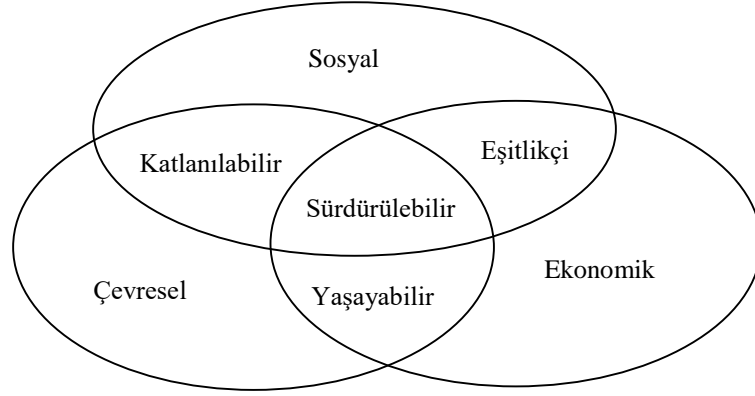 Sosyal
Katlanılabilir
Eşitlikçi
Sürdürülebilir
Çevresel
Yaşayabilir
Ekonomik